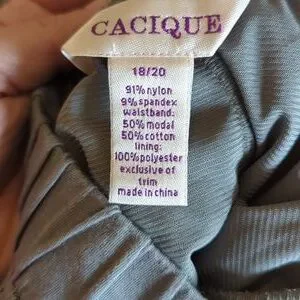 CACIQUE
18/20
91%nylon
9%spandex
waistband:
50%modal
50%cotton
lining:
100%polyester
exclusive of
trim
made in china